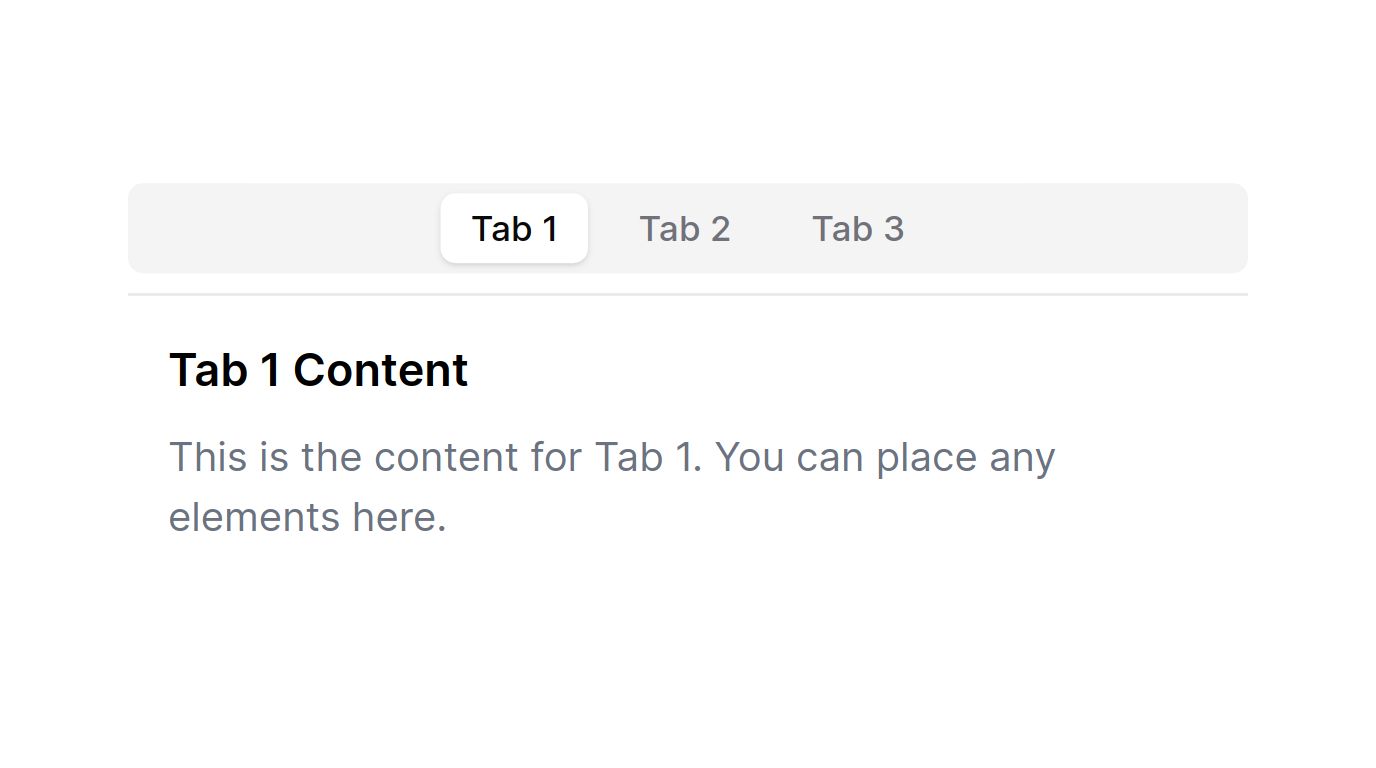 Tab 1 Tab 2 Tab 3
Tab 1 Content
This is the content for Tab 1. You can place any
elements here.